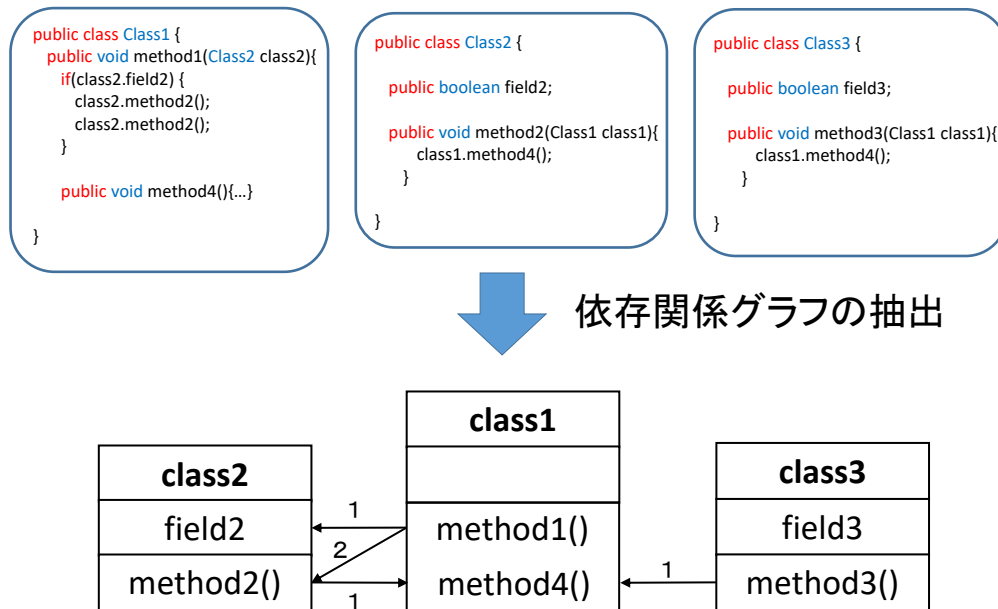 public class Class1 {
public void method1(Class2 class2){
if(class2.field2) {
class2.method2();
class2.method2();
}
public void method4(){…}
}
public class Class2 {
public boolean field2;
public void method2(Class1 class1){
class1.method4();
}
}
public class Class3 {
public boolean field3;
public void method3(Class1 class1){
class1.method4();
}
}
依存関係グラフの抽出
class2
field2
method2()
1
2
1
class1
method1()
method4()
1
class3
field3
method3()